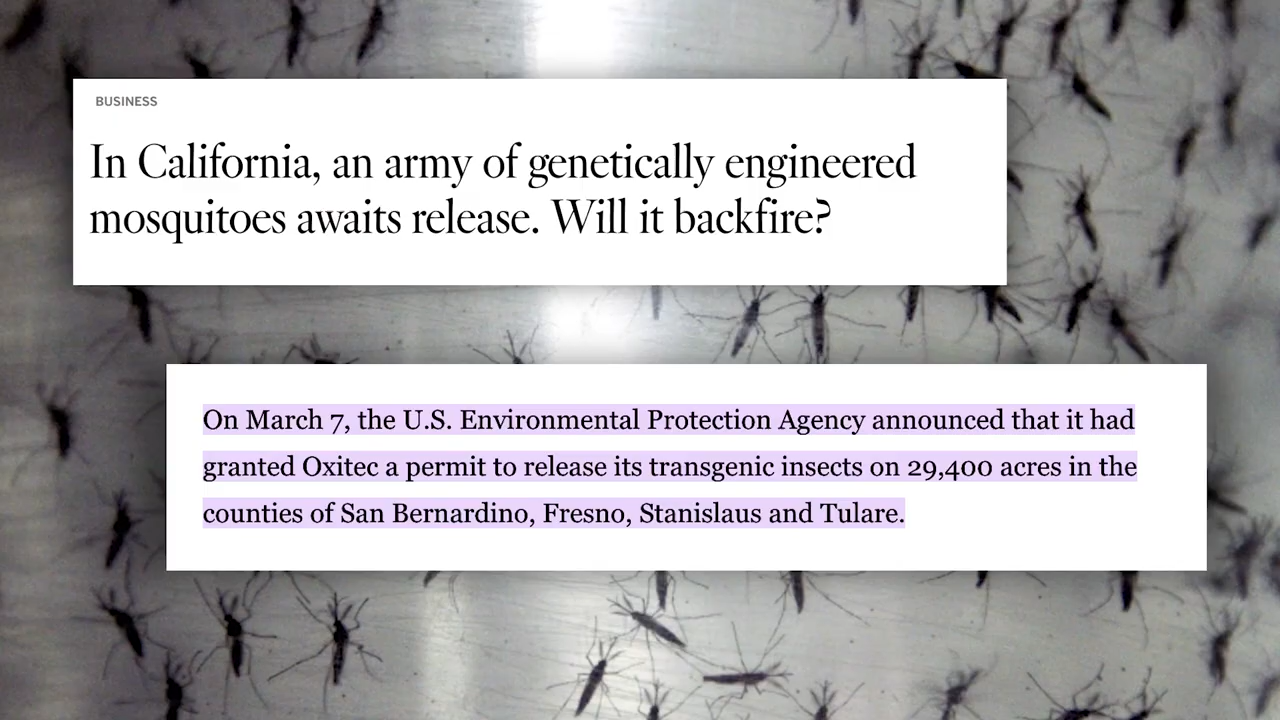 BUSINESS
In California, an army of genetically engineered
mosquitoes awaits release. Will it backfire?
On March 7, the U.S. Environmental Protection Agency announced that it had
granted Oxitec a permit to release its transgenic insects on 29,400 acres in the
counties of San Bernardino, Fresno, Stanislaus and Tulare.